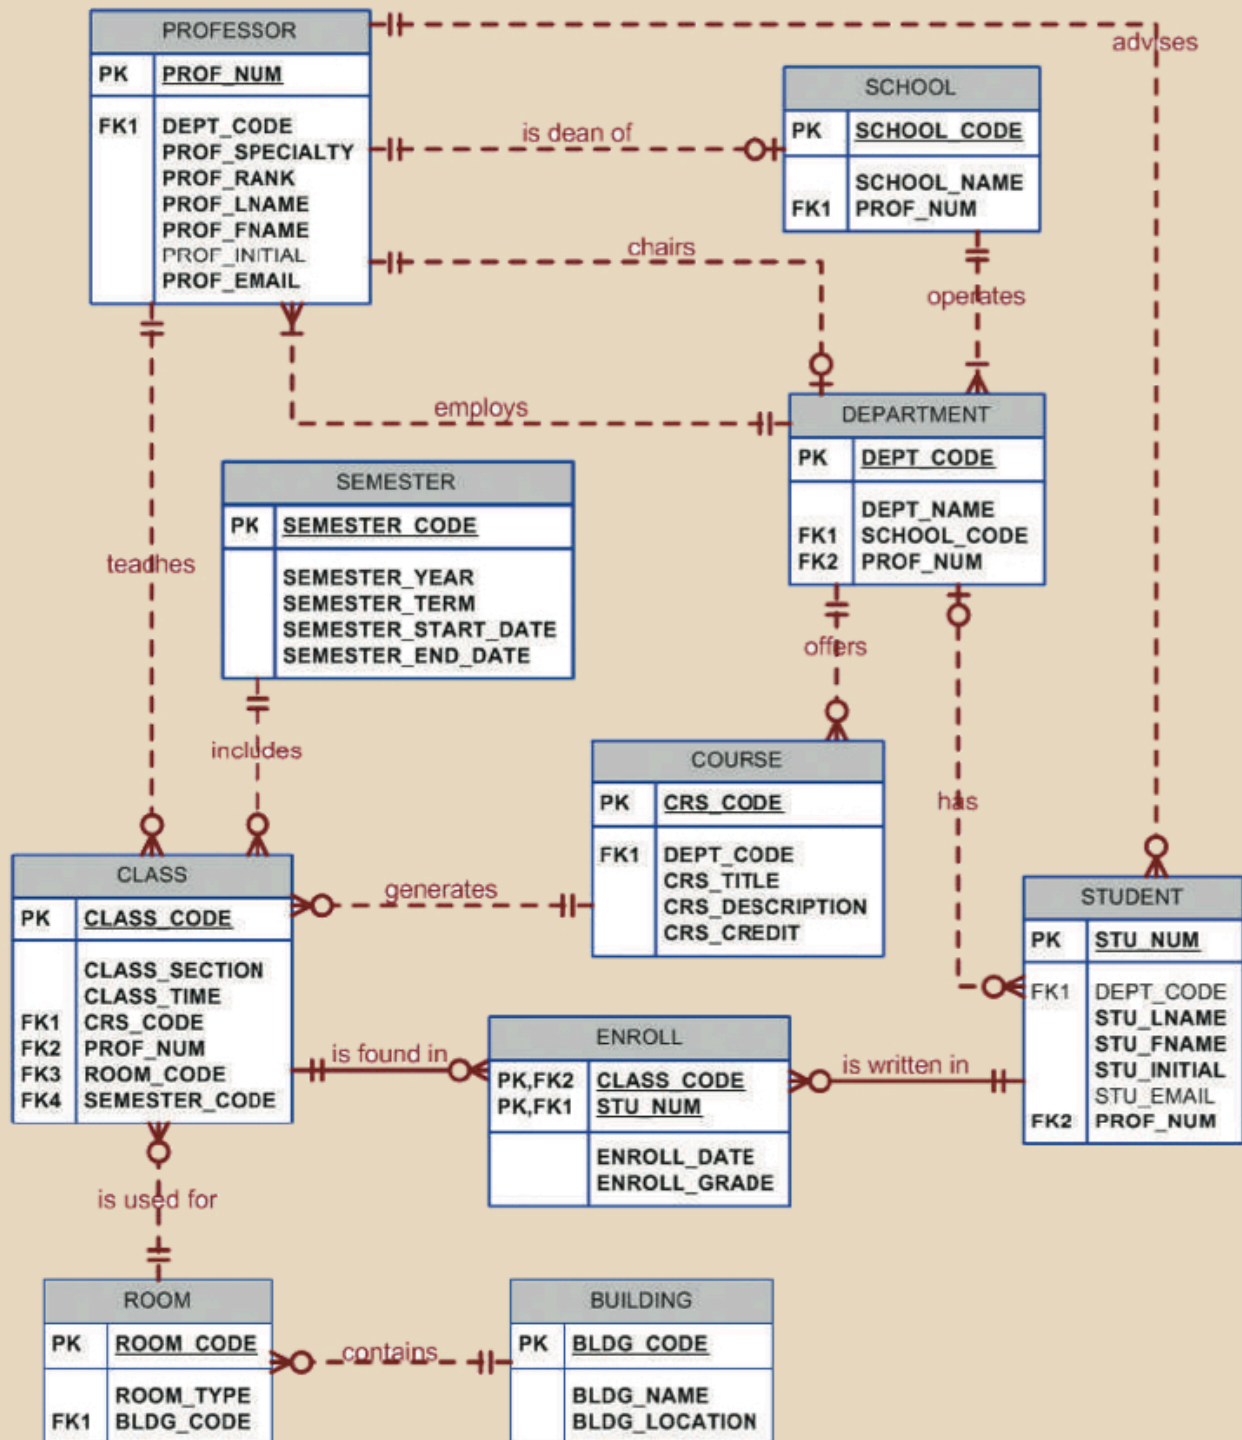 PROFESSOR
PK PROF_NUM
FK1 DEPT_CODE
PROF_SPECIALTY
PROF_RANK
PROF_LNAME
PROF_FNAME
PROF_INITIAL
PROF_EMAIL
advises
is dean of
SCHOOL
PK SCHOOL_CODE
SCHOOL_NAME
FK1 PROF_NUM
chairs
operates
employs
DEPARTMENT
PK DEPT_CODE
DEPT_NAME
FK1 SCHOOL_CODE
FK2 PROF_NUM
teaches
SEMESTER
PK SEMESTER_CODE
SEMESTER_YEAR
SEMESTER_TERM
SEMESTER_START_DATE
SEMESTER_END_DATE
includes
offers
has
COURSE
PK CRS_CODE
FK1 DEPT_CODE
CRS_TITLE
CRS_DESCRIPTION
CRS_CREDIT
generates
CLASS
PK CLASS_CODE
CLASS_SECTION
CLASS_TIME
FK1 CRS_CODE
FK2 PROF_NUM
FK3 ROOM_CODE
FK4 SEMESTER_CODE
is found in
ENROLL
PK,FK2 CLASS_CODE
PK,FK1 STU_NUM
ENROLL_DATE
ENROLL_GRADE
is written in
STUDENT
PK STU_NUM
FK1 DEPT_CODE
STU_LNAME
STU_FNAME
STU_INITIAL
STU_EMAIL
FK2 PROF_NUM
is used for
ROOM
PK ROOM_CODE
ROOM_TYPE
FK1 BLDG_CODE
contains
BUILDING
PK BLDG_CODE
BLDG_NAME
BLDG_LOCATION